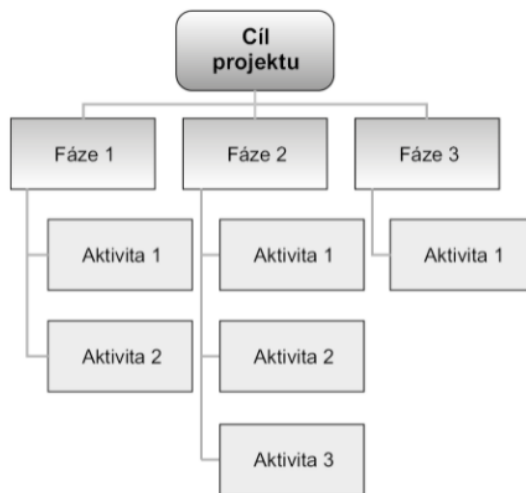 Cíl
projektu
Fáze 1
Fáze 2
Fáze 3
Aktivita 1
Aktivita 1
Aktivita 1
Aktivita 2
Aktivita 2
Aktivita 3